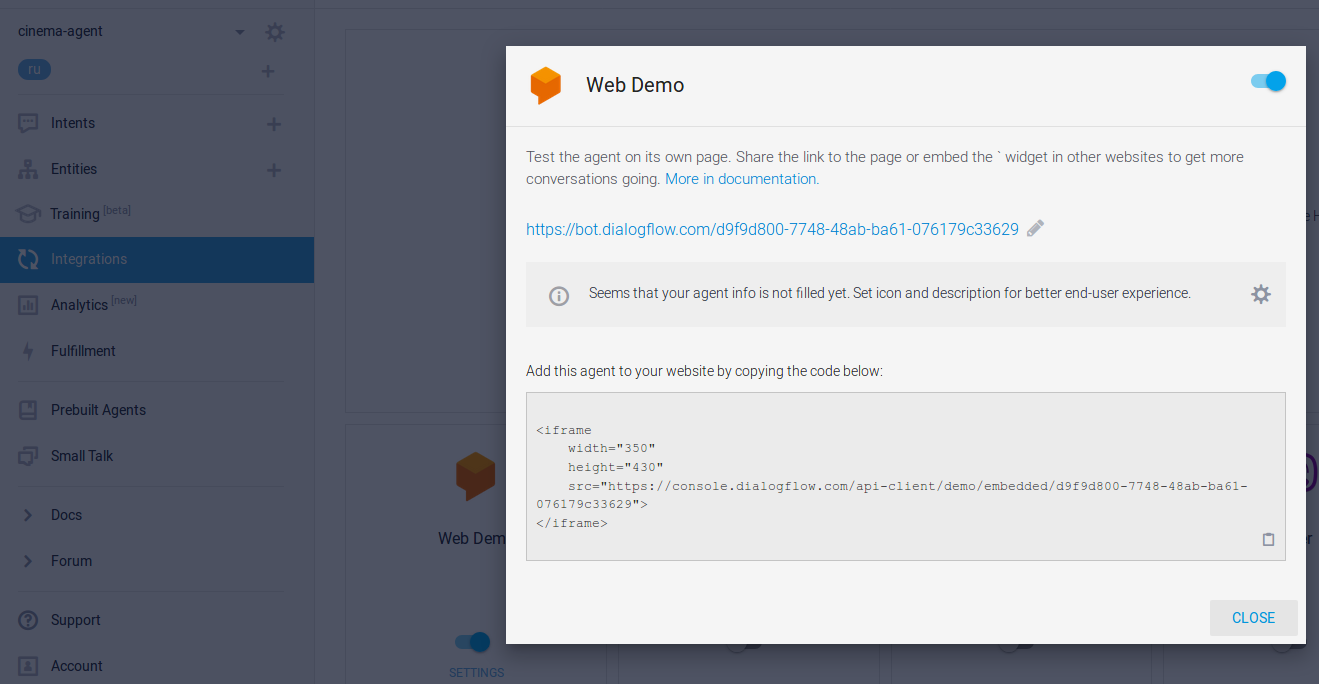 cinema-agent
ru
Intents
Entities
Training [beta]
Integrations
Analytics [new]
Fulfillment
Prebuilt Agents
Small Talk
Docs
Forum
Support
Account
Web Demo
Test the agent on its own page. Share the link to the page or embed the ` widget in other websites to get more
conversations going. More in documentation.
https://bot.dialogflow.com/d9f9d800-7748-48ab-ba61-076179c33629
Seems that your agent info is not filled yet. Set icon and description for better end-user experience.
Add this agent to your website by copying the code below:
<iframe
    width="350"
    height="430"
    src="https://console.dialogflow.com/api-client/demo/embedded/d9f9d800-7748-48ab-ba61-
076179c33629">
</iframe>
CLOSE
Web Dem
SETTINGS